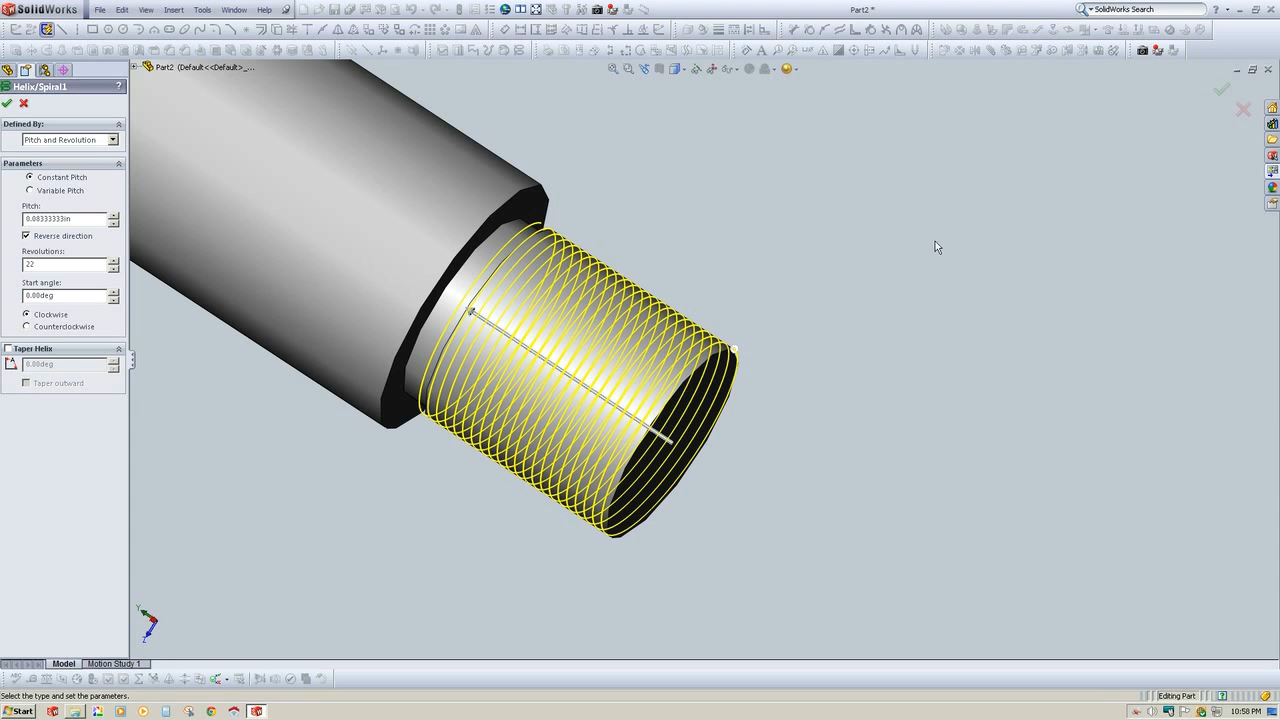 SolidWorks File Edit View Insert Tools Window Help Part2 * SolidWorks Search
Part2 (Default<<Default>_...
Helix/Spiral1 ?
Defined By:
Pitch and Revolution
Parameters
Constant Pitch
Variable Pitch
Pitch:
0.08333333in
Reverse direction
Revolutions:
22
Start angle:
0.00deg
Clockwise
Counterclockwise
Taper Helix
0.00deg
Taper outward
Y
Z
Model Motion Study 1
Select the type and set the parameters. Editing Part
Start 10:58 PM